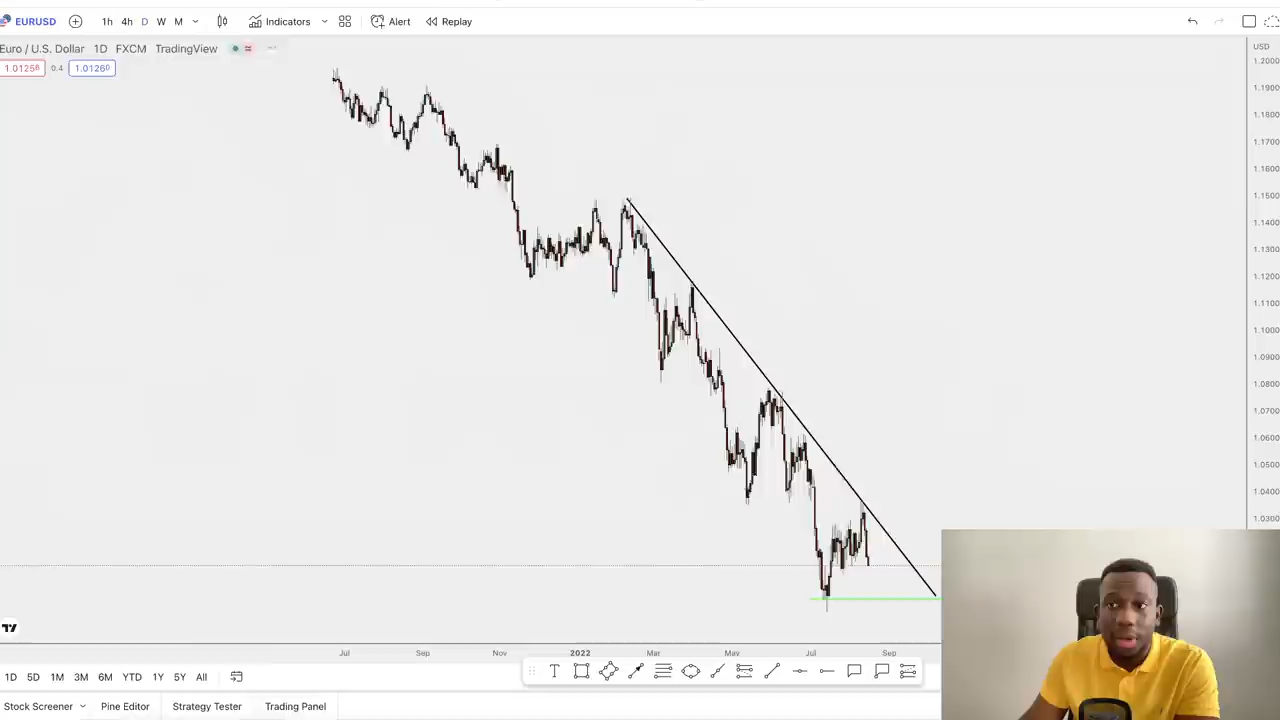 EURUSD 1h 4h D W M Indicators Alert Replay
Euro / U.S. Dollar 1D FXCM TradingView
USD
1.01256 0.4 1.01260
1.2000
1.1900
1.1800
1.1700
1.1600
1.1500
1.1400
1.1300
1.1200
1.1100
1.1000
1.0900
1.0800
1.0700
1.0600
1.0500
1.0400
1.0300
Jul Sep Nov 2022 Mar May Jul Sep
1D 5D 1M 3M 6M YTD 1Y 5Y All
T
Stock Screener Pine Editor Strategy Tester Trading Panel